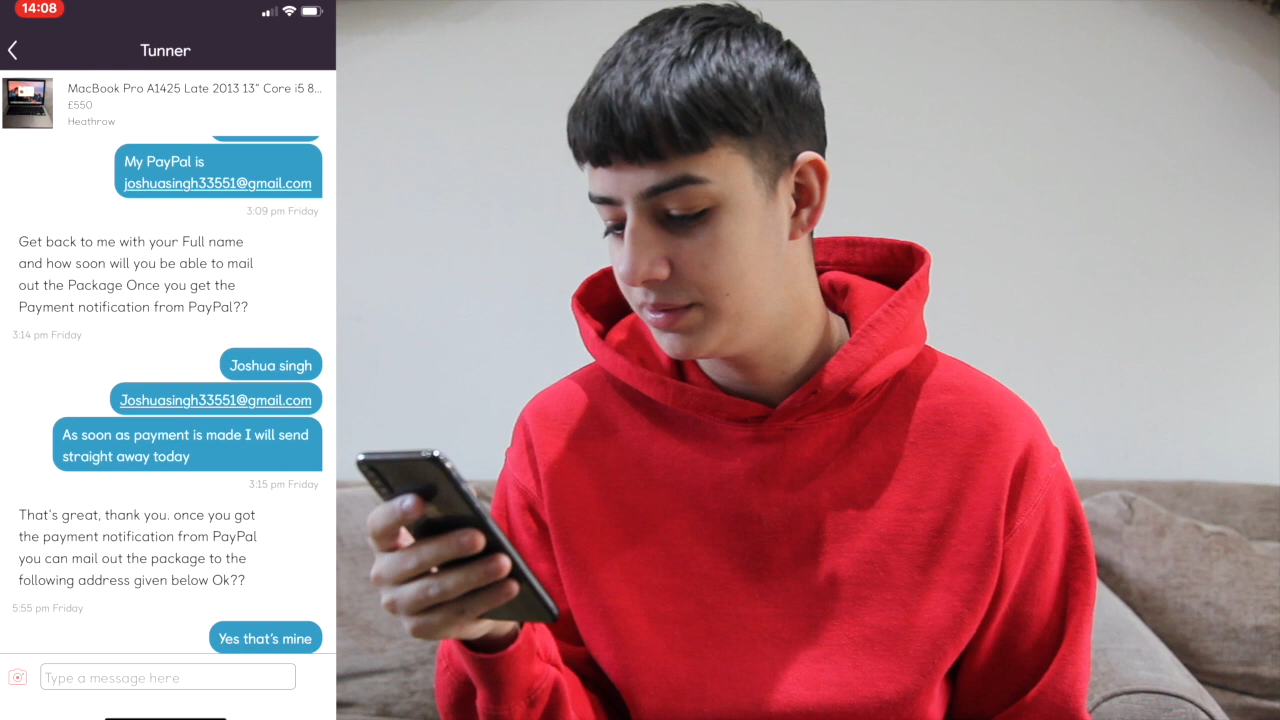 14:08
Tunner
MacBook Pro A1425 Late 2013 13" Core i5 8...
£550
Heathrow
My PayPal is
joshuasingh33551@gmail.com
3:09 pm Friday
Get back to me with your Full name
and how soon will you be able to mail
out the Package Once you get the
Payment notification from PayPal??
3:14 pm Friday
Joshua singh
Joshuasingh33551@gmail.com
As soon as payment is made I will send
straight away today
3:15 pm Friday
That's great, thank you. once you got
the payment notification from PayPal
you can mail out the package to the
following address given below Ok??
5:55 pm Friday
Yes that's mine
Type a message here